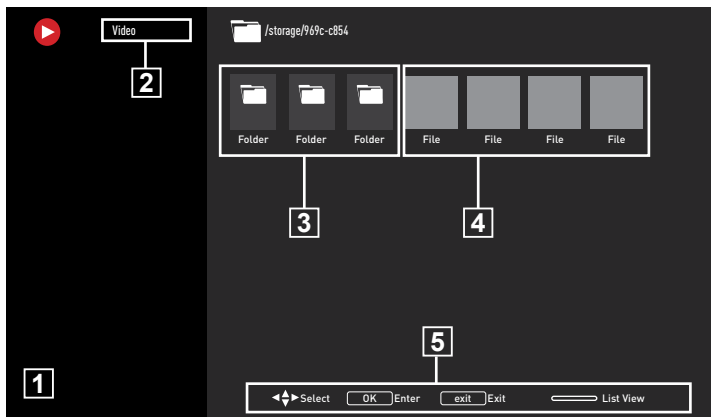 Video
/storage/969c-c854
2
Folder Folder Folder File File File File
3 4
5
1
Select OK Enter exit Exit List View